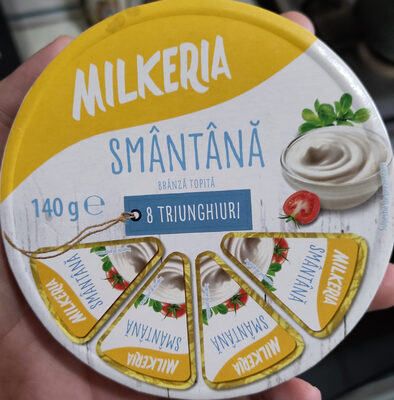 MILKERIA
SMÂNTÂNĂ
BRÂNZĂ TOPITĂ
140 g ℮
8 TRIUNGHIURI
SMÂNTÂNĂ
MILKERIA
SMÂNTÂNĂ
MILKERIA
SMÂNTÂNĂ
MILKERIA
SMÂNTÂNĂ
MILKERIA